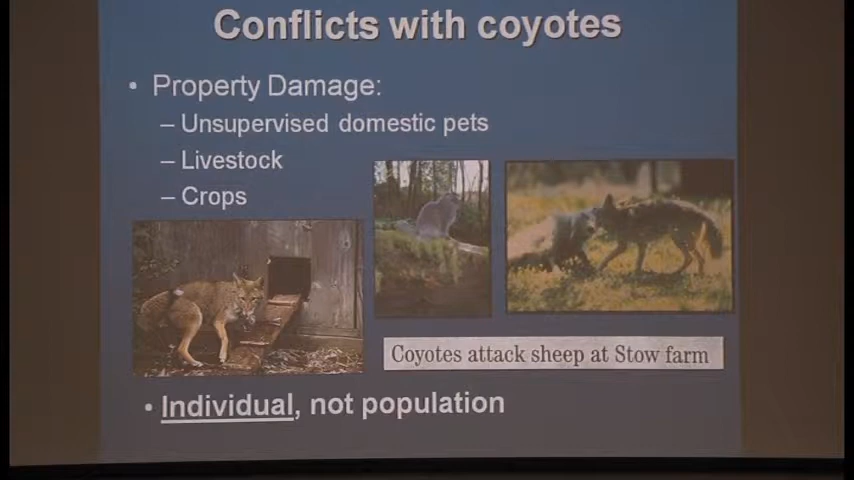 Conflicts with coyotes
• Property Damage:
– Unsupervised domestic pets
– Livestock
– Crops
Coyotes attack sheep at Stow farm
• Individual, not population